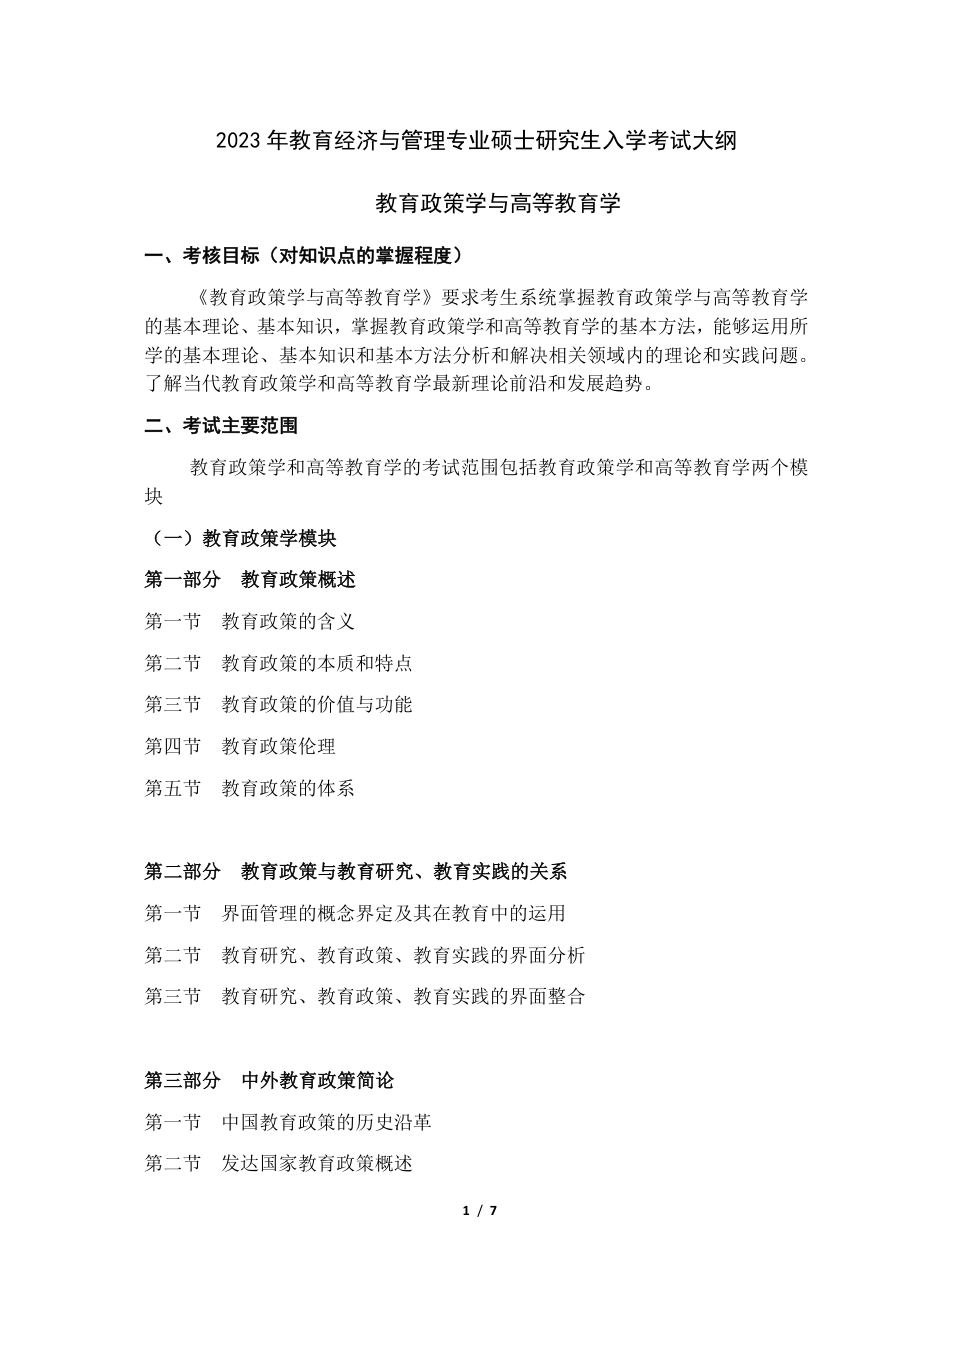 2023 年教育经济与管理专业硕士研究生入学考试大纲
教育政策学与高等教育学
一、考核目标（对知识点的掌握程度）
《教育政策学与高等教育学》要求考生系统掌握教育政策学与高等教育学
的基本理论、基本知识，掌握教育政策学和高等教育学的基本方法，能够运用所
学的基本理论、基本知识和基本方法分析和解决相关领域内的理论和实践问题。
了解当代教育政策学和高等教育学最新理论前沿和发展趋势。
二、考试主要范围
教育政策学和高等教育学的考试范围包括教育政策学和高等教育学两个模
块
（一）教育政策学模块
第一部分　教育政策概述
第一节　教育政策的含义
第二节　教育政策的本质和特点
第三节　教育政策的价值与功能
第四节　教育政策伦理
第五节　教育政策的体系
第二部分　教育政策与教育研究、教育实践的关系
第一节　界面管理的概念界定及其在教育中的运用
第二节　教育研究、教育政策、教育实践的界面分析
第三节　教育研究、教育政策、教育实践的界面整合
第三部分　中外教育政策简论
第一节　中国教育政策的历史沿革
第二节　发达国家教育政策概述
1 / 7